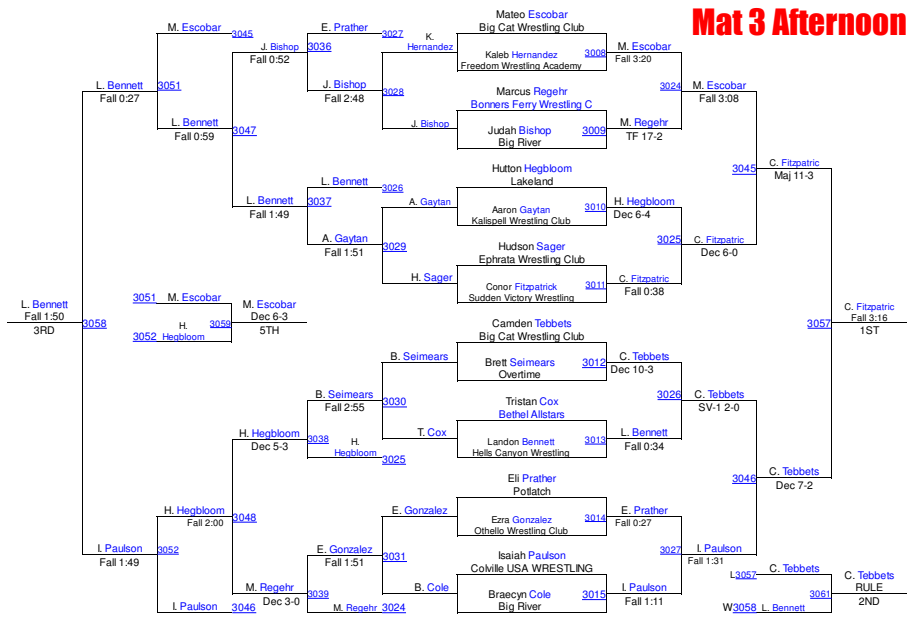 Mat 3 Afternoon
Mateo Escobar
Big Cat Wrestling Club
Kaleb Hernandez 3008
Freedom Wrestling Academy
Marcus Regehr
Bonners Ferry Wrestling C
Judah Bishop 3009
Big River
Hutton Hegbloom
Lakeland
Aaron Gaytan 3010
Kalispell Wrestling Club
Hudson Sager
Ephrata Wrestling Club
Conor Fitzpatrick 3011
Sudden Victory Wrestling
Camden Tebbets
Big Cat Wrestling Club
Brett Seimears 3012
Overtime
Tristan Cox
Bethel Allstars
Landon Bennett 3013
Hells Canyon Wrestling
Eli Prather
Potlatch
Ezra Gonzalez 3014
Othello Wrestling Club
Isaiah Paulson
Colville USA WRESTLING
Braecyn Cole 3015
Big River
M. Escobar
Fall 3:20
3024
M. Regehr
TF 17-2
H. Hegbloom
Dec 6-4
3025
C. Fitzpatric
Fall 0:38
C. Tebbets
Dec 10-3
3026
L. Bennett
Fall 0:34
E. Prather
Fall 0:27
3027
I. Paulson
Fall 1:11
M. Escobar
Fall 3:08
3045
C. Fitzpatric
Dec 6-0
C. Tebbets
SV-1 2-0
3046
I. Paulson
Fall 1:31
C. Fitzpatric
Maj 11-3
3057
C. Tebbets
Dec 7-2
C. Fitzpatric
Fall 3:16
1ST
L3057 C. Tebbets
3061
W3058 L. Bennett
C. Tebbets
RULE
2ND
K.
Hernandez
3028
J. Bishop
A. Gaytan
3029
H. Sager
B. Seimears
3030
T. Cox
E. Gonzalez
3031
B. Cole
E. Prather 3027
3036
J. Bishop
Fall 2:48
L. Bennett 3026
3037
A. Gaytan
Fall 1:51
B. Seimears
Fall 2:55
3038
H.
Hegbloom 3025
E. Gonzalez
Fall 1:51
3039
M. Regehr 3024
J. Bishop
Fall 0:52
3047
L. Bennett
Fall 1:49
H. Hegbloom
Dec 5-3
3048
M. Regehr
Dec 3-0
M. Escobar 3045
3051
L. Bennett
Fall 0:59
H. Hegbloom
Fall 2:00
3052
I. Paulson 3046
L. Bennett
Fall 0:27
3058
I. Paulson
Fall 1:49
L. Bennett
Fall 1:50
3RD
3051 M. Escobar
3059
H.
3052 Hegbloom
M. Escobar
Dec 6-3
5TH